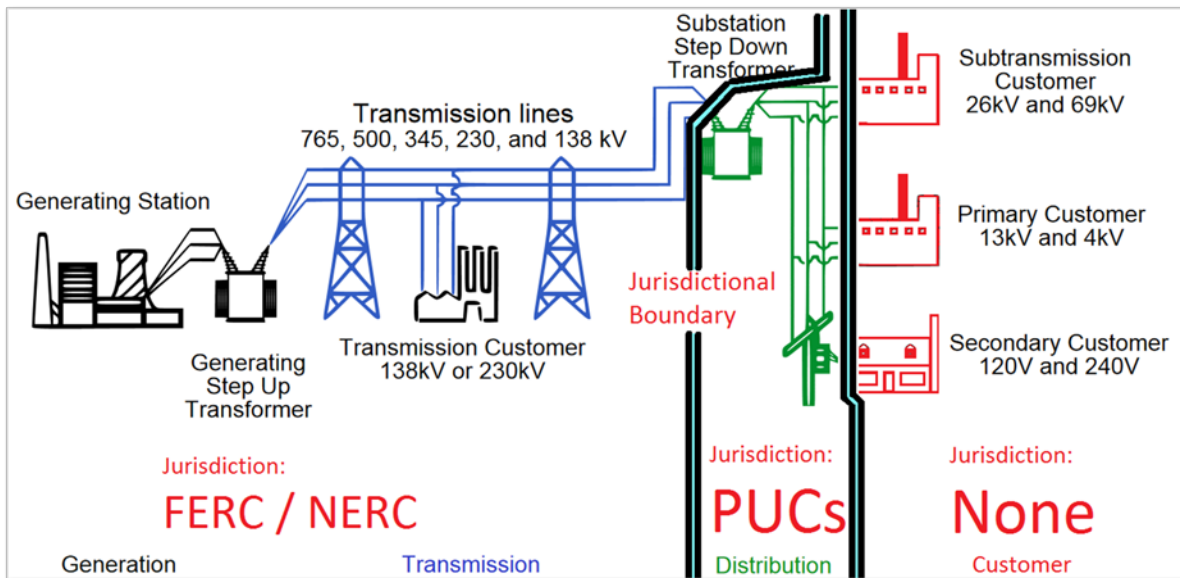 Substation
Step Down
Transformer
Subtransmission
Customer
26kV and 69kV
Transmission lines
765, 500, 345, 230, and 138 kV
Generating Station
Primary Customer
13kV and 4kV
Jurisdictional
Boundary
Transmission Customer
138kV or 230kV
Generating
Step Up
Transformer
Secondary Customer
120V and 240V
Jurisdiction:
FERC / NERC
Jurisdiction:
PUCs
Jurisdiction:
None
Generation
Transmission
Distribution
Customer